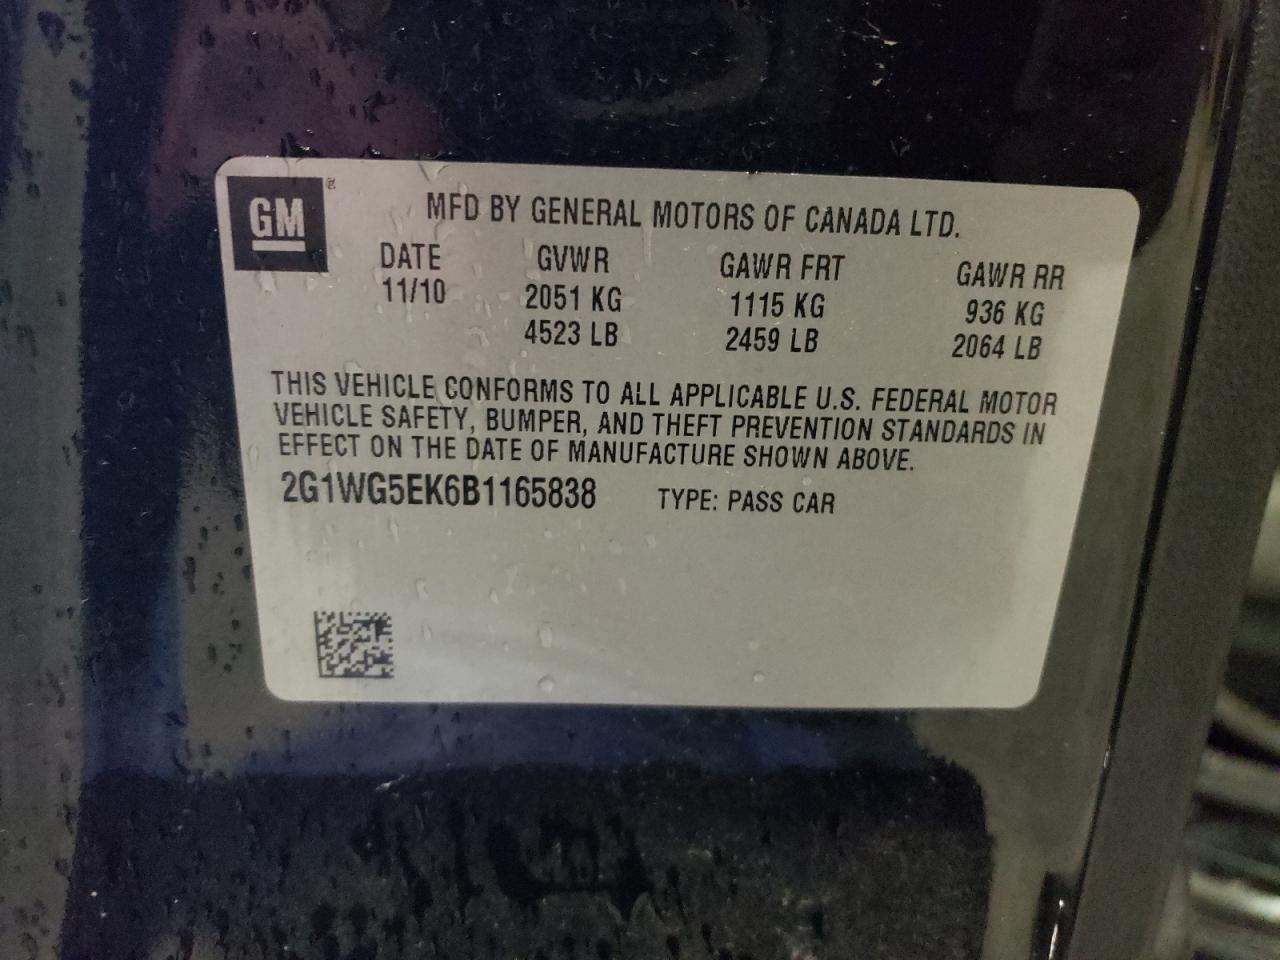 GM®
MFD BY GENERAL MOTORS OF CANADA LTD.
DATE GVWR GAWR FRT GAWR RR
11/10 2051 KG 1115 KG 936 KG
4523 LB 2459 LB 2064 LB
THIS VEHICLE CONFORMS TO ALL APPLICABLE U.S. FEDERAL MOTOR
VEHICLE SAFETY, BUMPER, AND THEFT PREVENTION STANDARDS IN
EFFECT ON THE DATE OF MANUFACTURE SHOWN ABOVE.
2G1WG5EK6B1165838 TYPE: PASS CAR